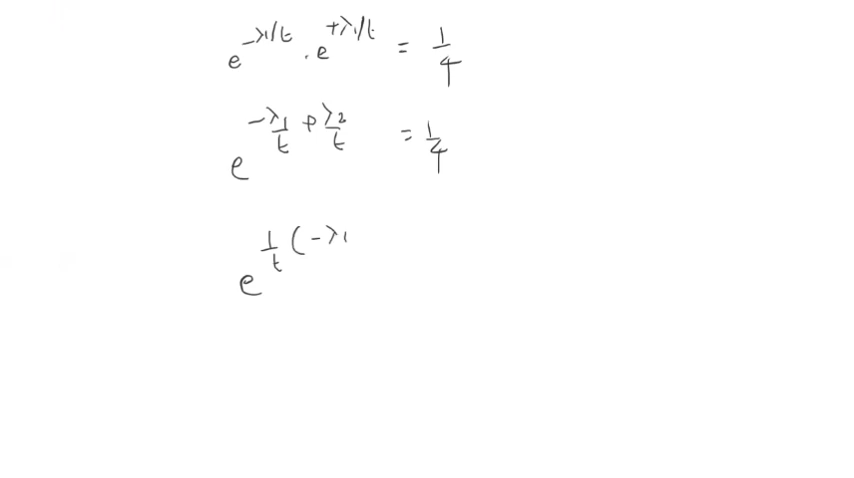 e^{-λ1/t} . e^{+λ1/t} = 1/4
e^{-λ1/t + λ2/t} = 1/4
e^{1/t (-λ1